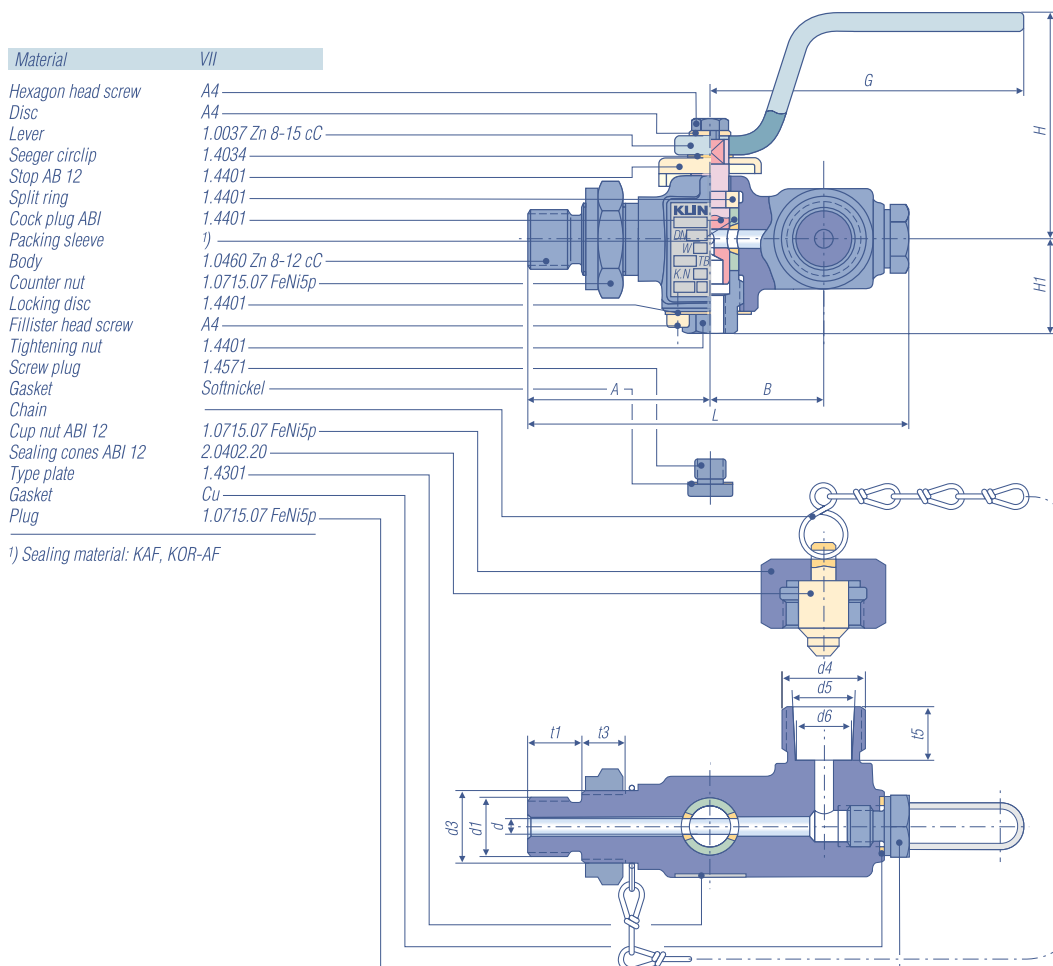 Material VII
Hexagon head screw A4
Disc A4
Lever 1.0037 Zn 8-15 cC
Seeger circlip 1.4034
Stop AB 12 1.4401
Split ring 1.4401
Cock plug ABI 1.4401
Packing sleeve 1)
Body 1.0460 Zn 8-12 cC
Counter nut 1.0715.07 FeNi5p
Locking disc 1.4401
Fillister head screw A4
Tightening nut 1.4401
Screw plug 1.4571
Gasket Softnickel
Chain
Cup nut ABI 12 1.0715.07 FeNi5p
Sealing cones ABI 12 2.0402.20
Type plate 1.4301
Gasket Cu
Plug 1.0715.07 FeNi5p
1) Sealing material: KAF, KOR-AF
G
H
H1
KLIN
DN
W
TB
K.N
A
B
L
d4
d5
d6
t5
t1
t3
d3
d1
d